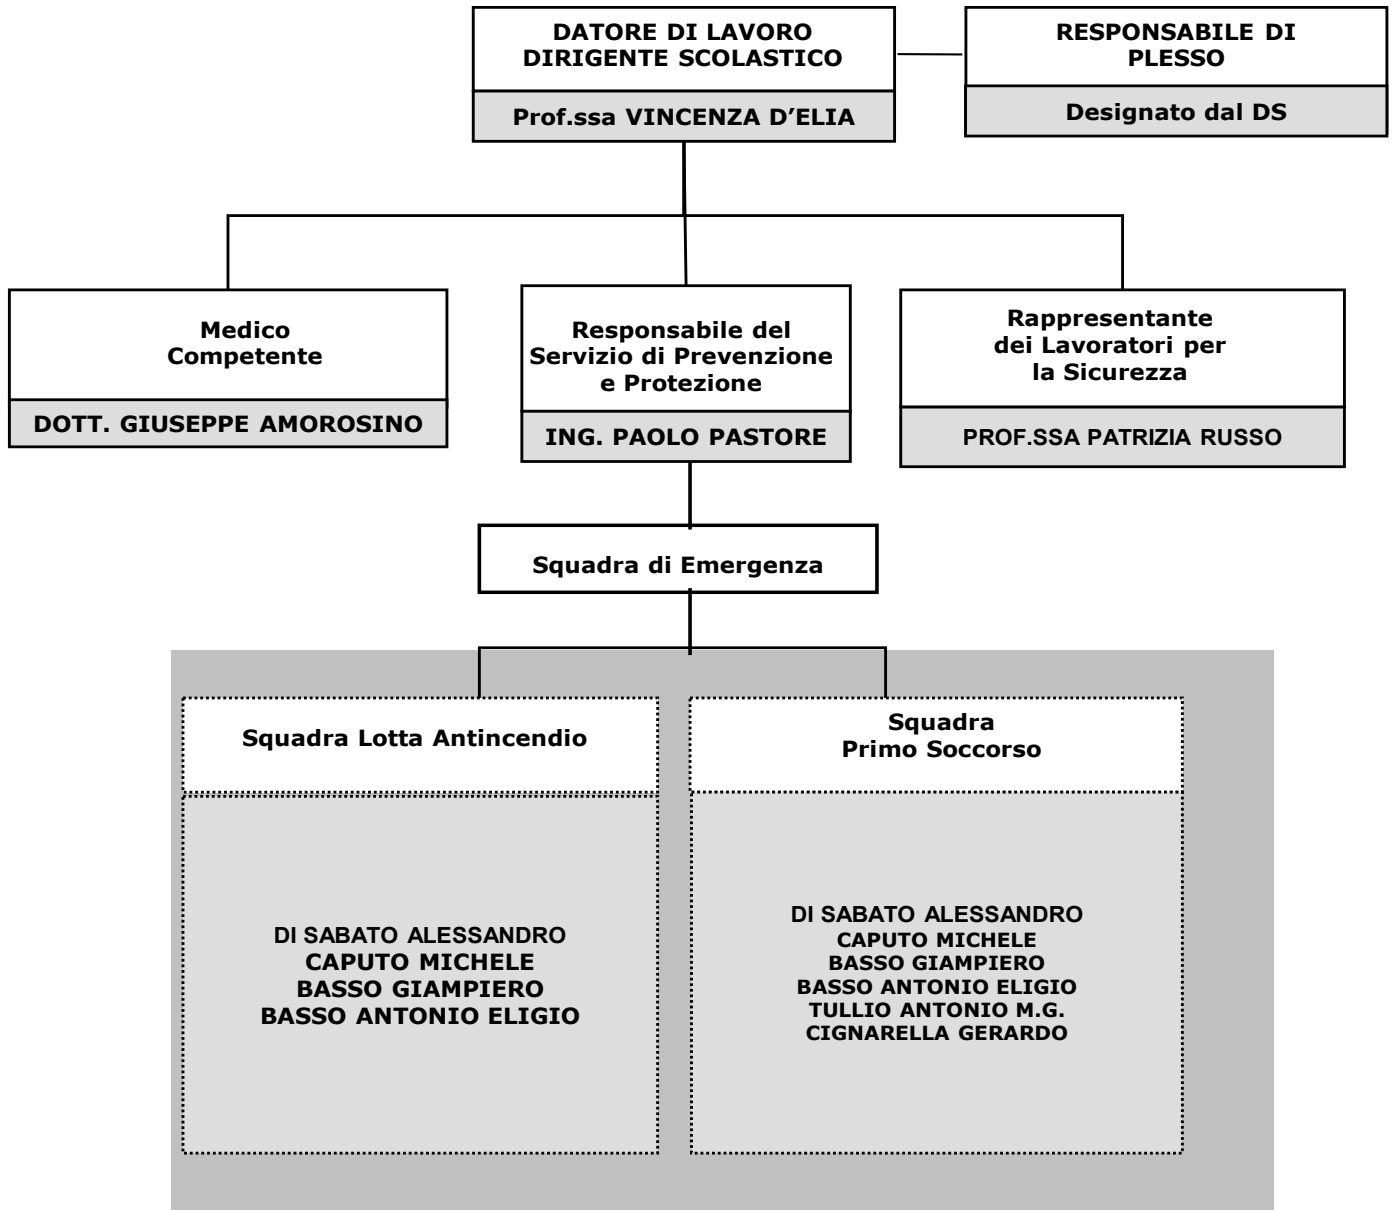 DATORE DI LAVORO
DIRIGENTE SCOLASTICO
Prof.ssa VINCENZA D’ELIA
RESPONSABILE DI
PLESSO
Designato dal DS
Medico
Competente
DOTT. GIUSEPPE AMOROSINO
Responsabile del
Servizio di Prevenzione
e Protezione
ING. PAOLO PASTORE
Rappresentante
dei Lavoratori per
la Sicurezza
PROF.SSA PATRIZIA RUSSO
Squadra di Emergenza
Squadra Lotta Antincendio
DI SABATO ALESSANDRO
CAPUTO MICHELE
BASSO GIAMPIERO
BASSO ANTONIO ELIGIO
Squadra
Primo Soccorso
DI SABATO ALESSANDRO
CAPUTO MICHELE
BASSO GIAMPIERO
BASSO ANTONIO ELIGIO
TULLIO ANTONIO M.G.
CIGNARELLA GERARDO